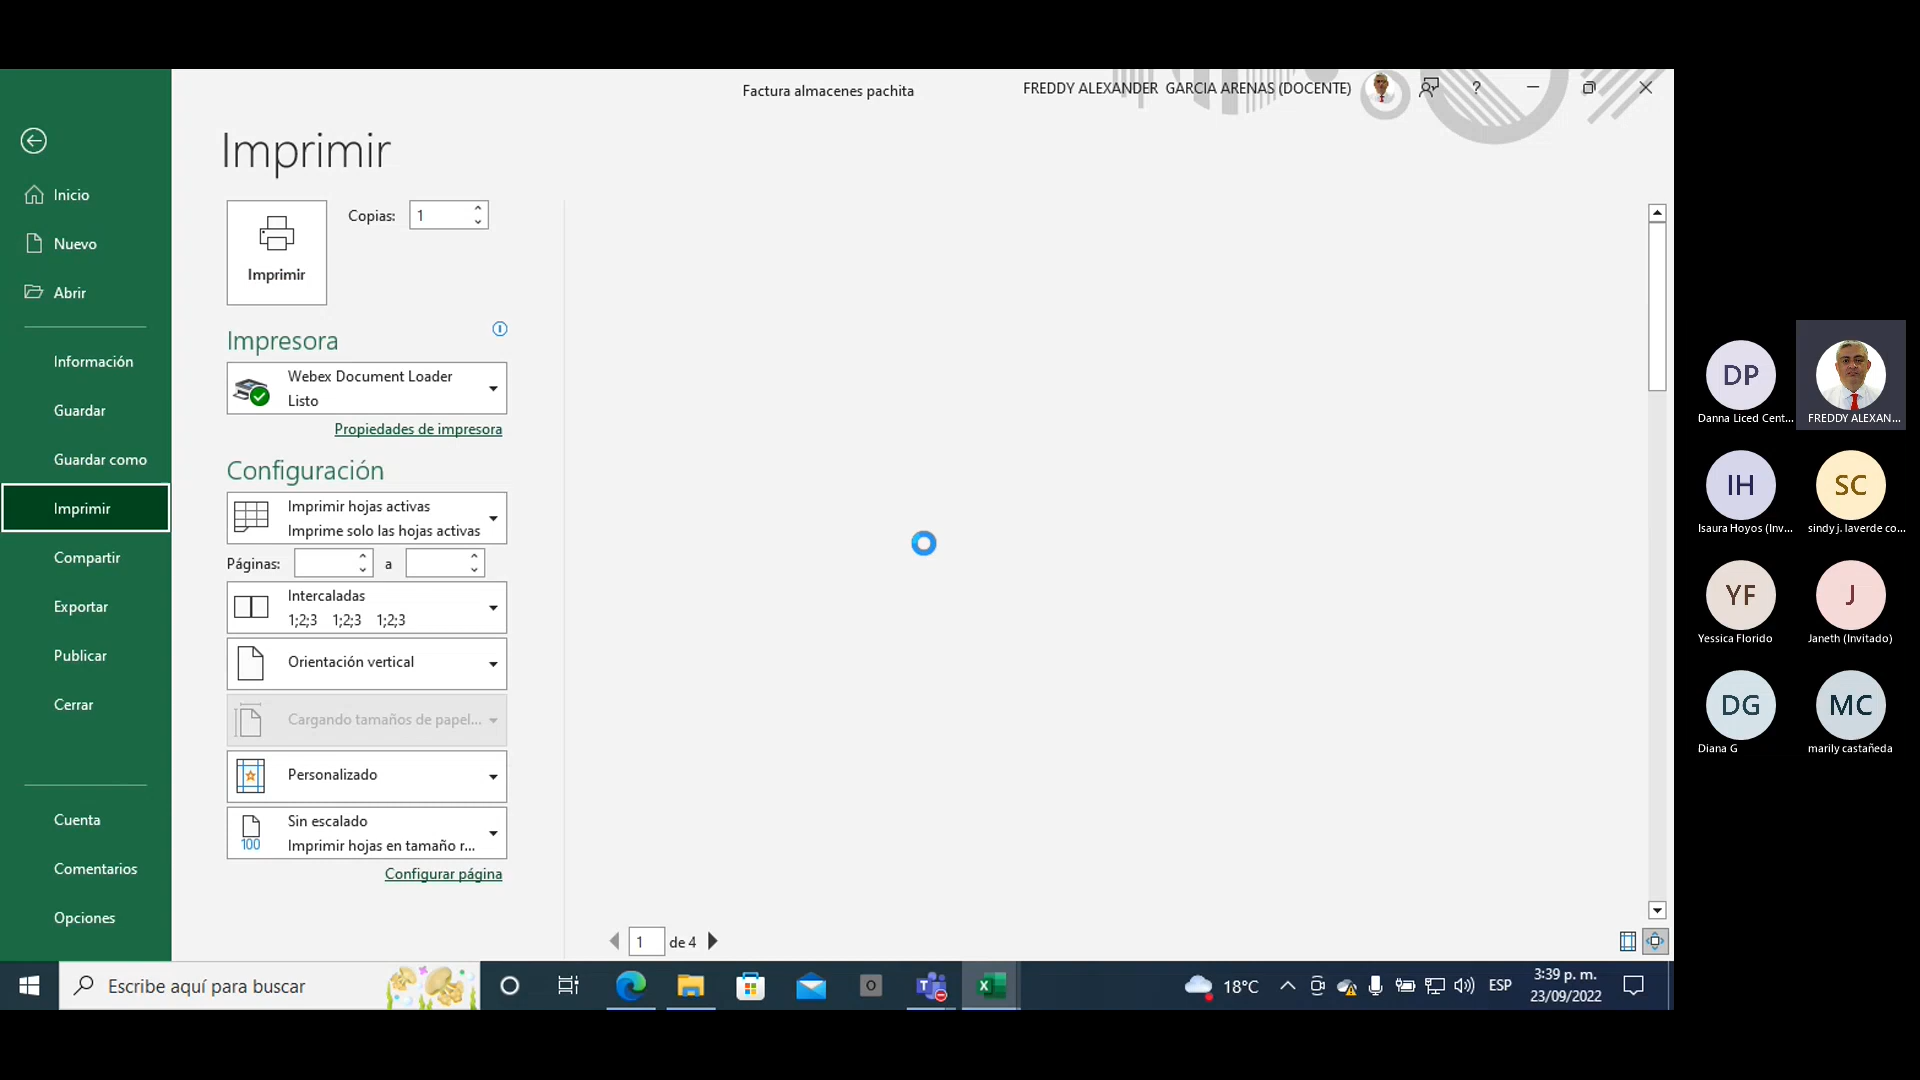 Factura almacenes pachita
FREDDY ALEXANDER GARCIA ARENAS (DOCENTE)
?
Imprimir
Inicio
Nuevo
Abrir
Información
Guardar
Guardar como
Imprimir
Compartir
Exportar
Publicar
Cerrar
Cuenta
Comentarios
Opciones
Imprimir
Copias: 1
Impresora
Webex Document Loader
Listo
Propiedades de impresora
Configuración
Imprimir hojas activas
Imprime solo las hojas activas
Páginas: a
Intercaladas
1;2;3 1;2;3 1;2;3
Orientación vertical
Cargando tamaños de papel...
Personalizado
100
Sin escalado
Imprimir hojas en tamaño r...
Configurar página
1 de 4
DP
Danna Liced Cent...
FREDDY ALEXAN...
IH
Isaura Hoyos (Inv...
SC
sindy j. laverde co...
YF
Yessica Florido
J
Janeth (Invitado)
DG
Diana G
MC
marily castañeda
Escribe aquí para buscar
18°C
ESP
3:39 p. m.
23/09/2022